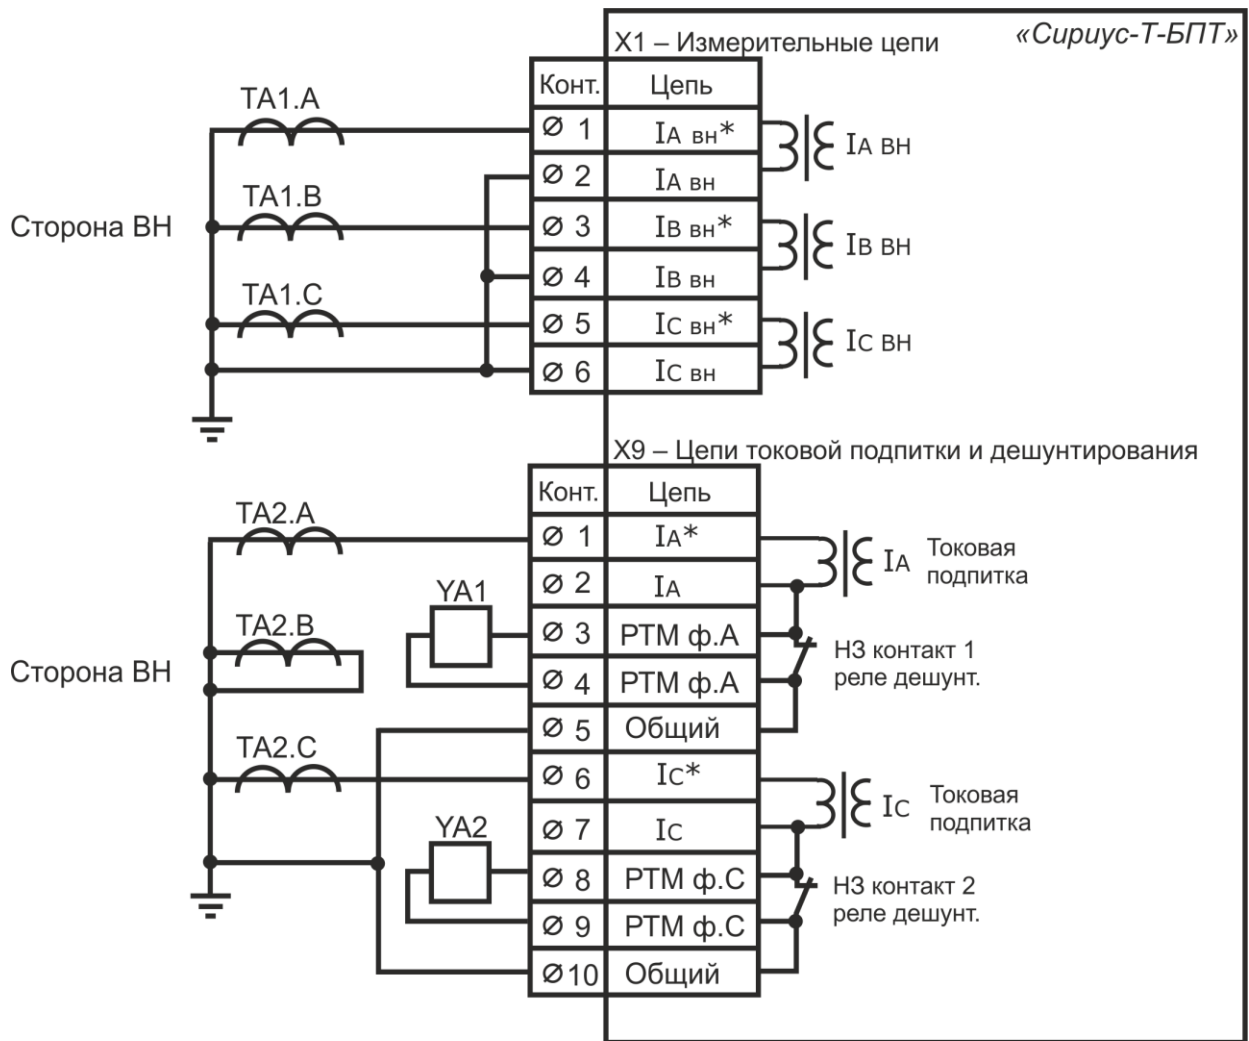 «Сириус-Т-БПТ»
X1 – Измерительные цепи
Конт. Цепь
TA1.A
Ø 1 IA вн*
IA ВН
Ø 2 IA вн
TA1.B
Сторона ВН
Ø 3 IB вн*
IB ВН
Ø 4 IB вн
TA1.C
Ø 5 IC вн*
IC ВН
Ø 6 IC вн
X9 – Цепи токовой подпитки и дешунтирования
Конт. Цепь
TA2.A
Ø 1 IA*
IA
Токовая
подпитка
Ø 2 IA
YA1
TA2.B
Ø 3 РТМ ф.А
НЗ контакт 1
реле дешунт.
Сторона ВН
Ø 4 РТМ ф.А
Ø 5 Общий
TA2.C
Ø 6 IC*
IC
Токовая
подпитка
Ø 7 IC
YA2
Ø 8 РТМ ф.С
НЗ контакт 2
реле дешунт.
Ø 9 РТМ ф.С
Ø10 Общий